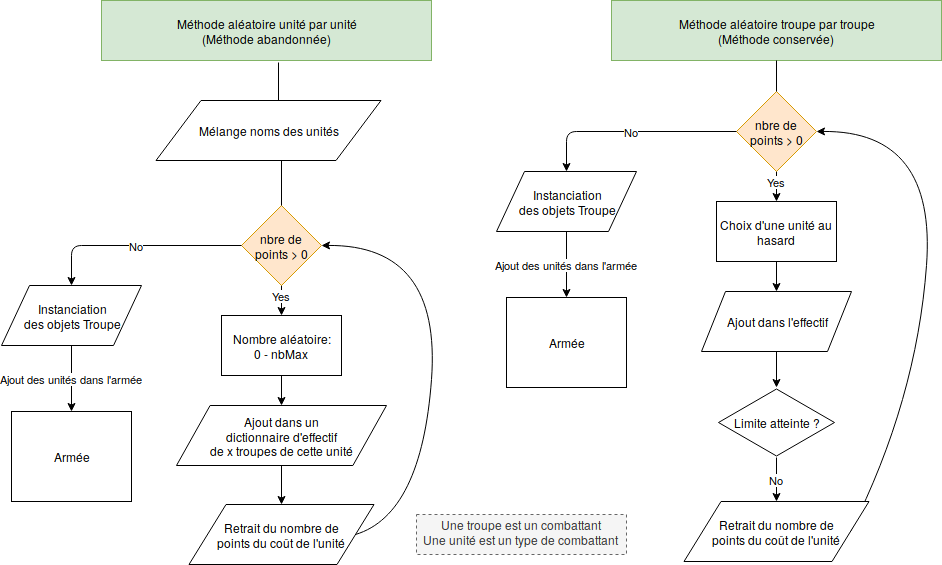 Méthode aléatoire unité par unité
(Méthode abandonnée)
Mélange noms des unités
nbre de
points > 0
No
Yes
Instanciation
des objets Troupe
Ajout des unités dans l'armée
Armée
Nombre aléatoire:
0 - nbMax
Ajout dans un
dictionnaire d'effectif
de x troupes de cette unité
Retrait du nombre de
points du coût de l'unité
Une troupe est un combattant
Une unité est un type de combattant
Méthode aléatoire troupe par troupe
(Méthode conservée)
nbre de
points > 0
No
Yes
Instanciation
des objets Troupe
Ajout des unités dans l'armée
Armée
Choix d'une unité au
hasard
Ajout dans l'effectif
Limite atteinte ?
No
Retrait du nombre de
points du coût de l'unité